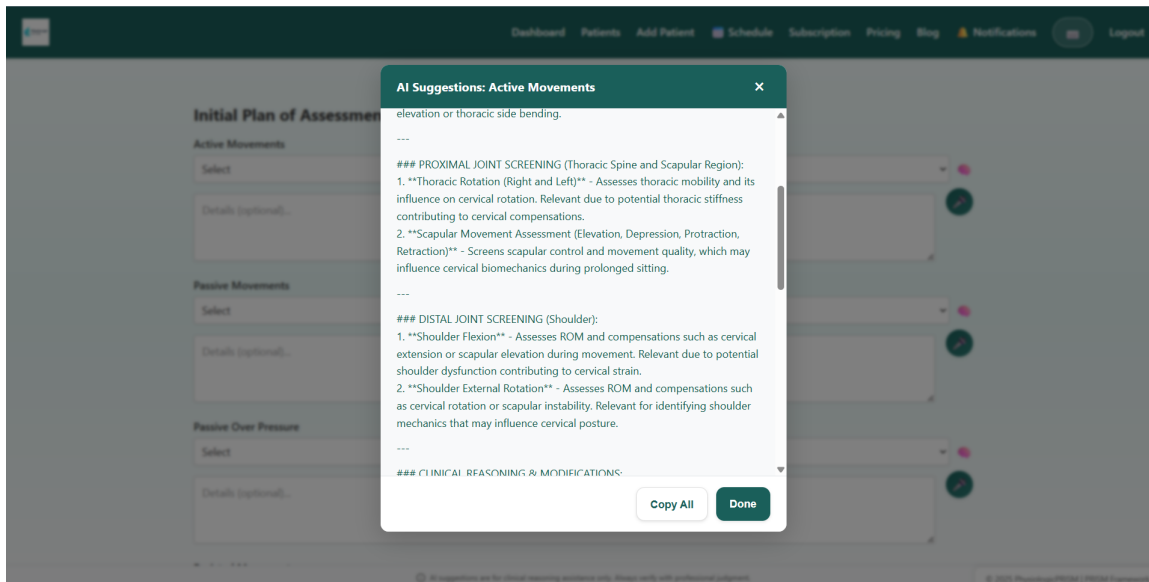 Dashboard Patients Add Patient Schedule Subscription Pricing Blog Notifications Logout
AI Suggestions: Active Movements ×
Initial Plan of Assessmen
Active Movements
Select
Details (optional)...
Passive Movements
Select
Details (optional)...
Passive Over Pressure
Select
Details (optional)...
elevation or thoracic side bending.
---
### PROXIMAL JOINT SCREENING (Thoracic Spine and Scapular Region):
1. **Thoracic Rotation (Right and Left)** - Assesses thoracic mobility and its
influence on cervical rotation. Relevant due to potential thoracic stiffness
contributing to cervical compensations.
2. **Scapular Movement Assessment (Elevation, Depression, Protraction,
Retraction)** - Screens scapular control and movement quality, which may
influence cervical biomechanics during prolonged sitting.
---
### DISTAL JOINT SCREENING (Shoulder):
1. **Shoulder Flexion** - Assesses ROM and compensations such as cervical
extension or scapular elevation during movement. Relevant due to potential
shoulder dysfunction contributing to cervical strain.
2. **Shoulder External Rotation** - Assesses ROM and compensations such
as cervical rotation or scapular instability. Relevant for identifying shoulder
mechanics that may influence cervical posture.
---
### CLINICAL REASONING & MODIFICATIONS:
Copy All Done
AI suggestions are for clinical reasoning assistance only. Always verify with professional judgment.